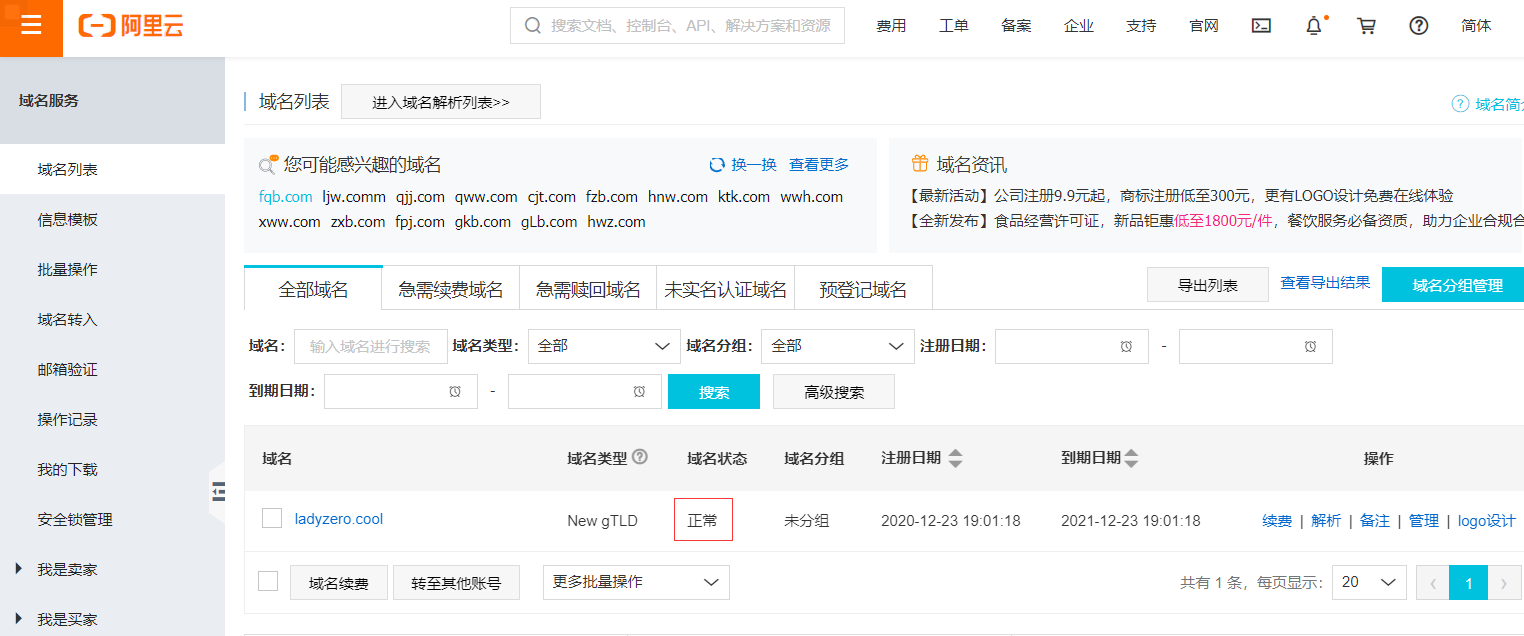 阿里云
搜索文档、控制台、API、解决方案和资源
费用 工单 备案 企业 支持 官网 简体
域名服务
域名列表
信息模板
批量操作
域名转入
邮箱验证
操作记录
我的下载
安全锁管理
我是卖家
我是买家
域名列表 进入域名解析列表>>
域名简
您可能感兴趣的域名 换一换 查看更多
fqb.com ljw.comm qjj.com qww.com cjt.com fzb.com hnw.com ktk.com wwh.com
xww.com zxb.com fpj.com gkb.com gLb.com hwz.com
域名资讯
【最新活动】公司注册9.9元起，商标注册低至300元，更有LOGO设计免费在线体验
【全新发布】食品经营许可证，新品钜惠低至1800元/件，餐饮服务必备资质，助力企业合规合
全部域名 急需续费域名 急需赎回域名 未实名认证域名 预登记域名
导出列表 查看导出结果 域名分组管理
域名： 输入域名进行搜索 域名类型： 全部 域名分组： 全部 注册日期： -
到期日期： - 搜索 高级搜索
域名 域名类型 域名状态 域名分组 注册日期 到期日期 操作
ladyzero.cool New gTLD 正常 未分组 2020-12-23 19:01:18 2021-12-23 19:01:18 续费 | 解析 | 备注 | 管理 | logo设计
域名续费 转至其他账号 更多批量操作 共有 1 条，每页显示： 20 ‹ 1 ›